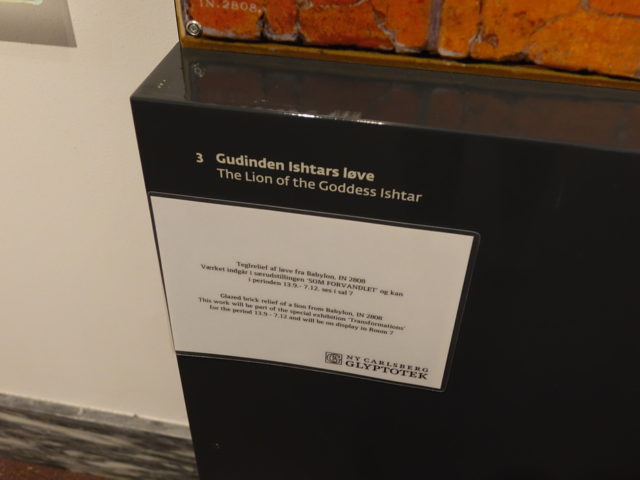 IN.2808
3 Gudinden Ishtars løve
The Lion of the Goddess Ishtar
Teglrelief af løve fra Babylon, IN 2808
Værket indgår i særudstillingen 'SOM FORVANDLET' og kan
i perioden 13.9.- 7.12. ses i sal 7
Glazed brick relief of a lion from Babylon, IN 2808
This work will be part of the special exhibition 'Transformations'
for the period 13.9 - 7.12 and will be on display in Room 7
NY CARLSBERG
GLYPTOTEK